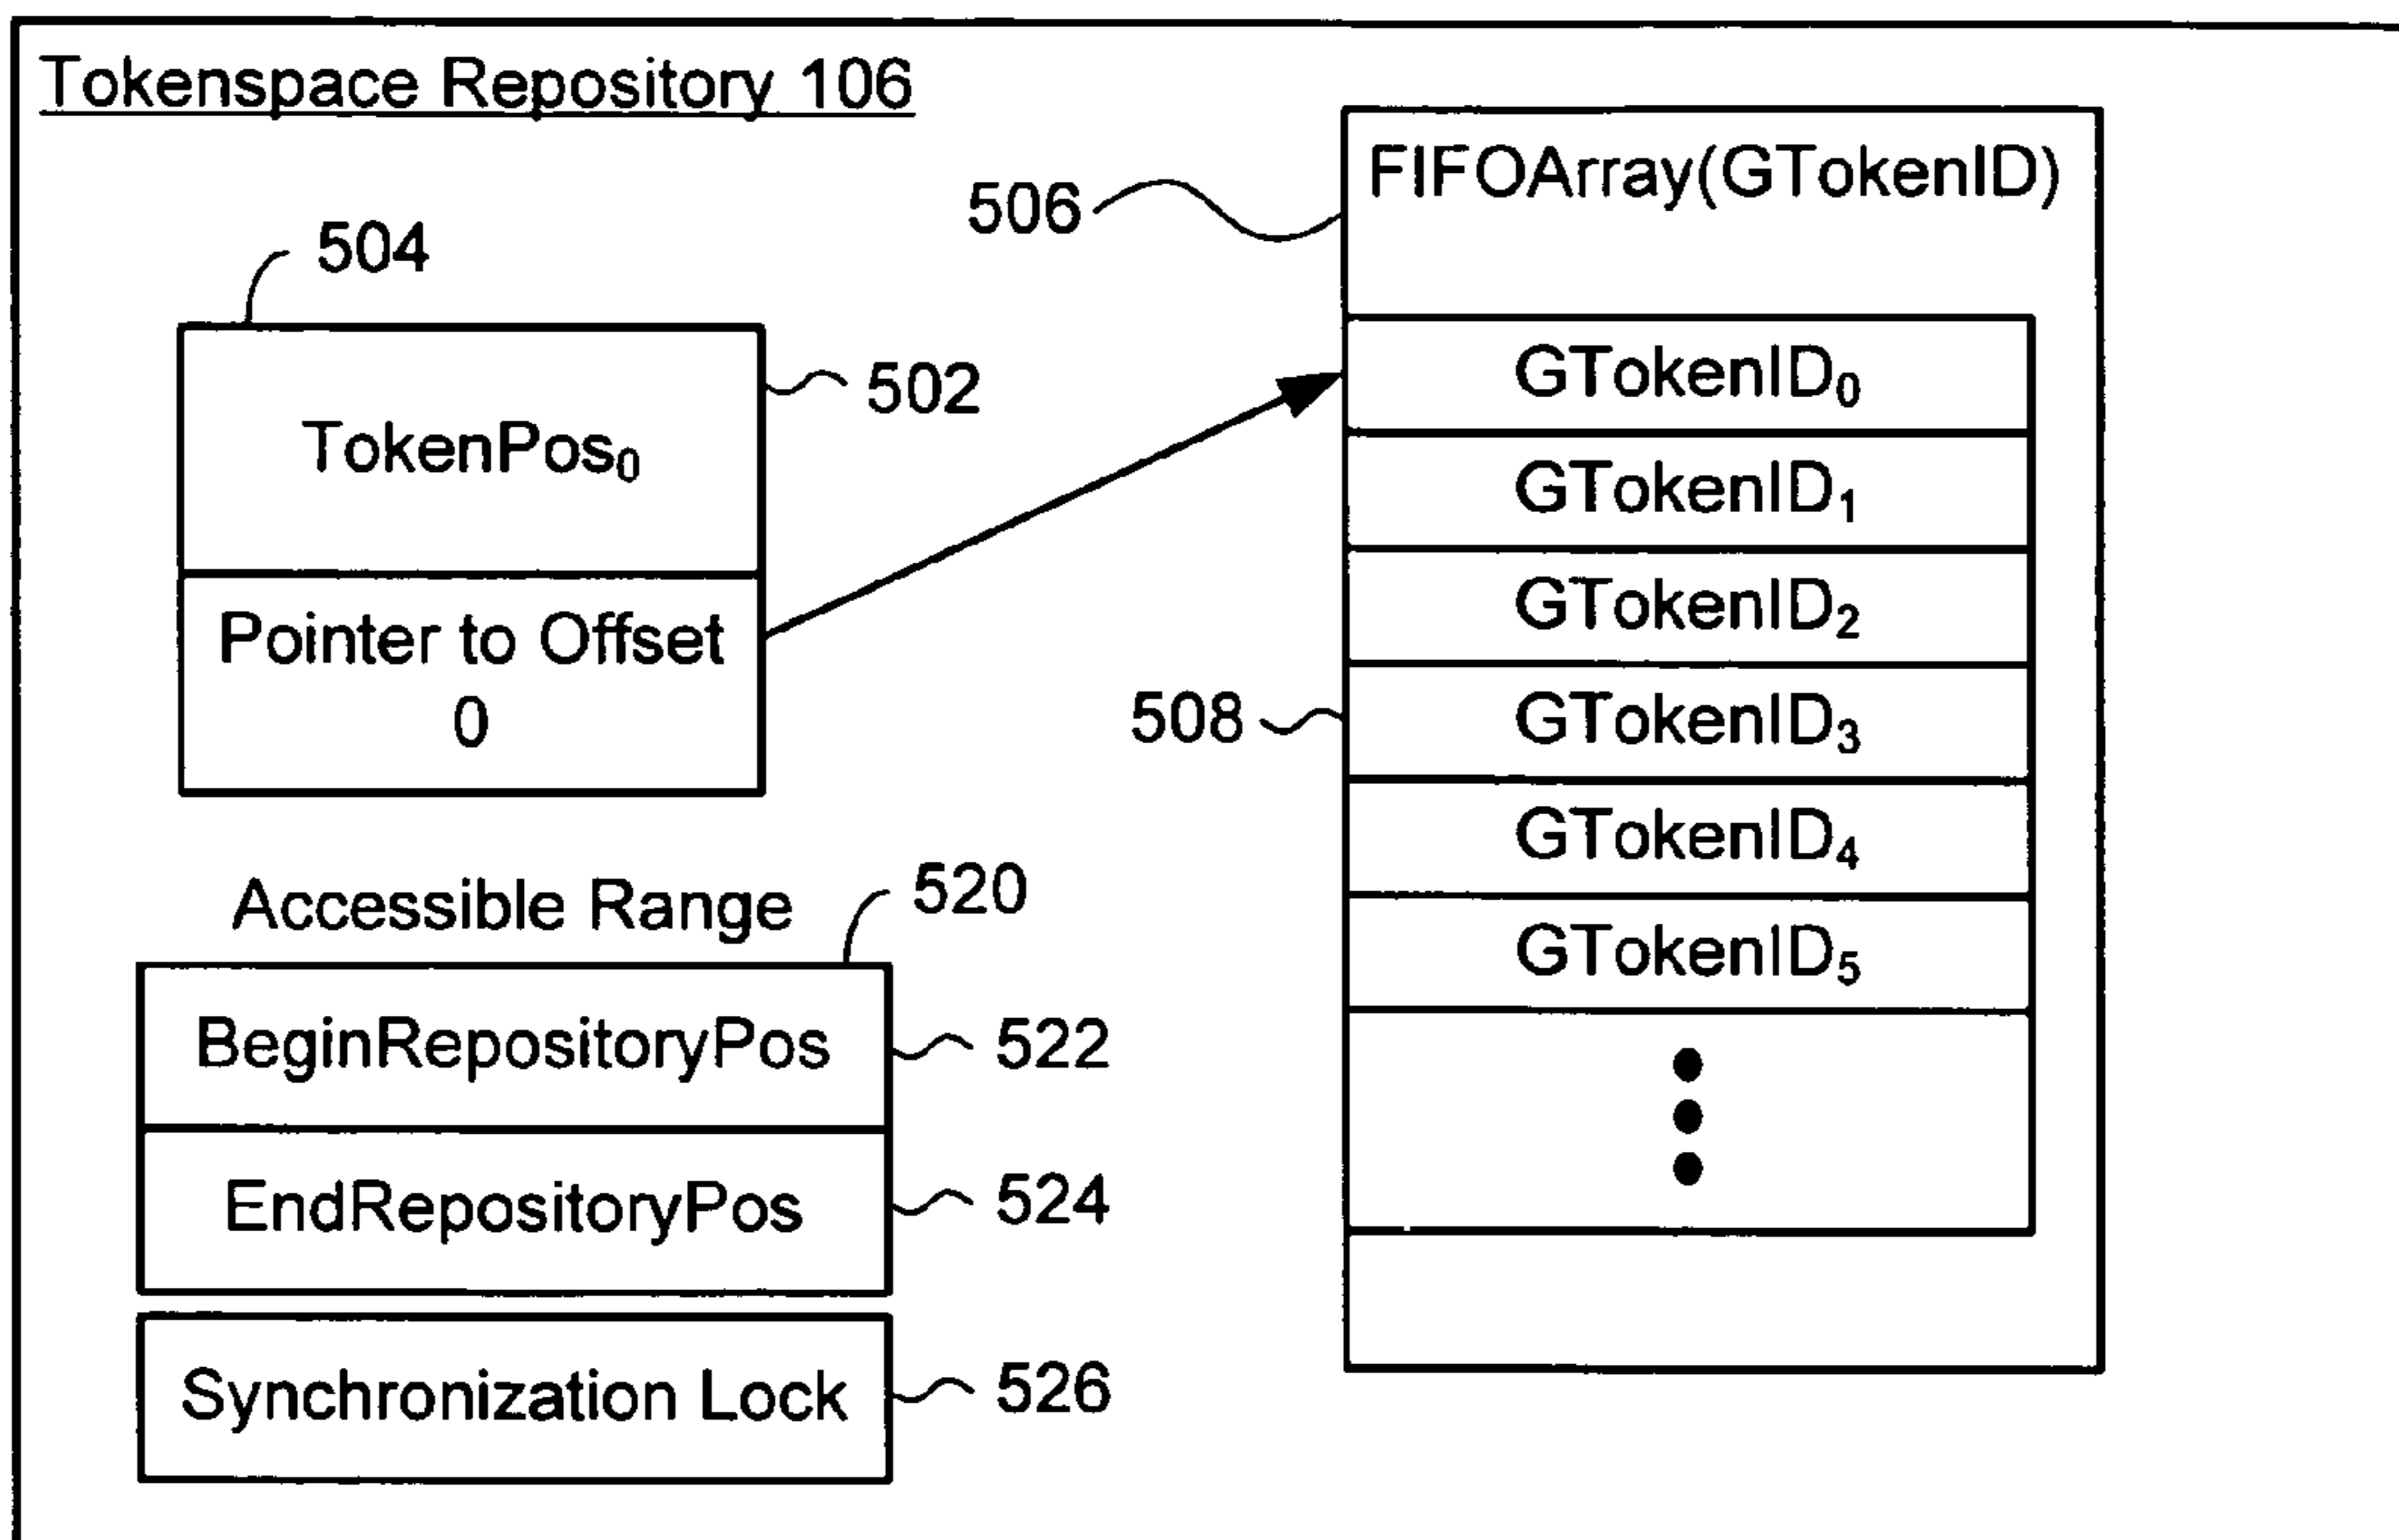 Tokenspace Repository 106
504
502
TokenPos₀
Pointer to Offset
0
Accessible Range
520
BeginRepositoryPos
522
EndRepositoryPos
524
Synchronization Lock
526
506
FIFOArray(GTokenID)
GTokenID₀
GTokenID₁
GTokenID₂
508
GTokenID₃
GTokenID₄
GTokenID₅